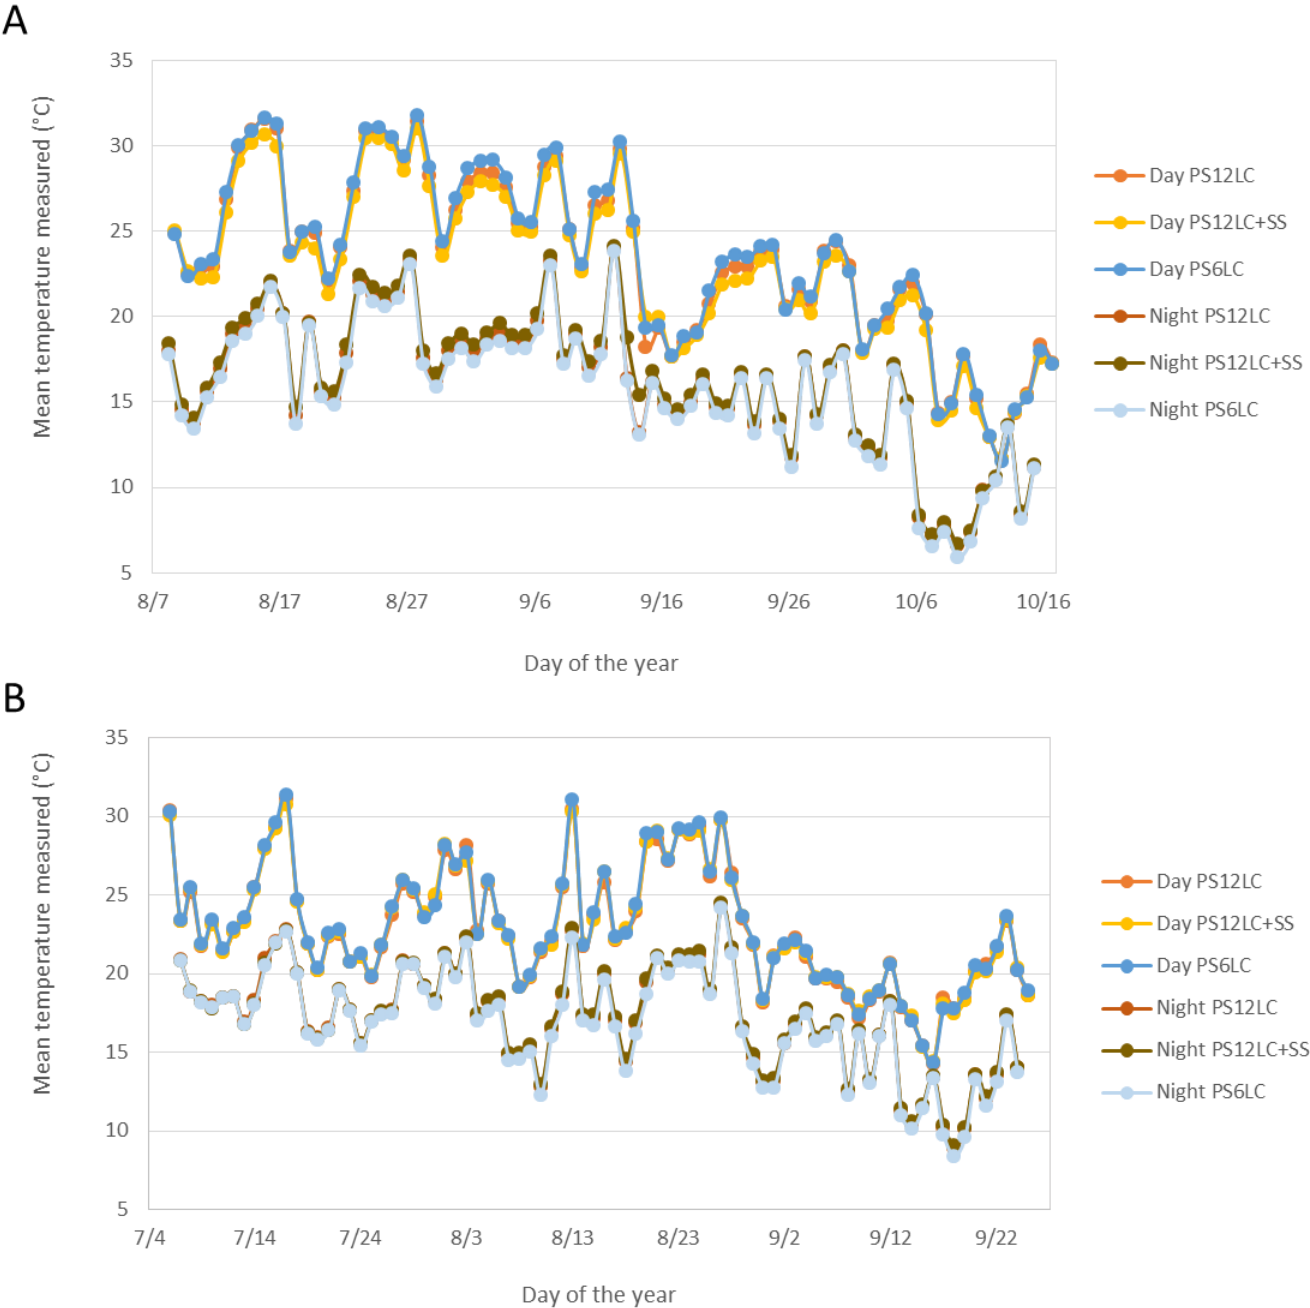 A
Mean temperature measured (°C)
35
30
25
20
15
10
5
8/7 8/17 8/27 9/6 9/16 9/26 10/6 10/16
Day of the year
Day PS12LC
Day PS12LC+SS
Day PS6LC
Night PS12LC
Night PS12LC+SS
Night PS6LC
B
Mean temperature measured (°C)
35
30
25
20
15
10
5
7/4 7/14 7/24 8/3 8/13 8/23 9/2 9/12 9/22
Day of the year
Day PS12LC
Day PS12LC+SS
Day PS6LC
Night PS12LC
Night PS12LC+SS
Night PS6LC